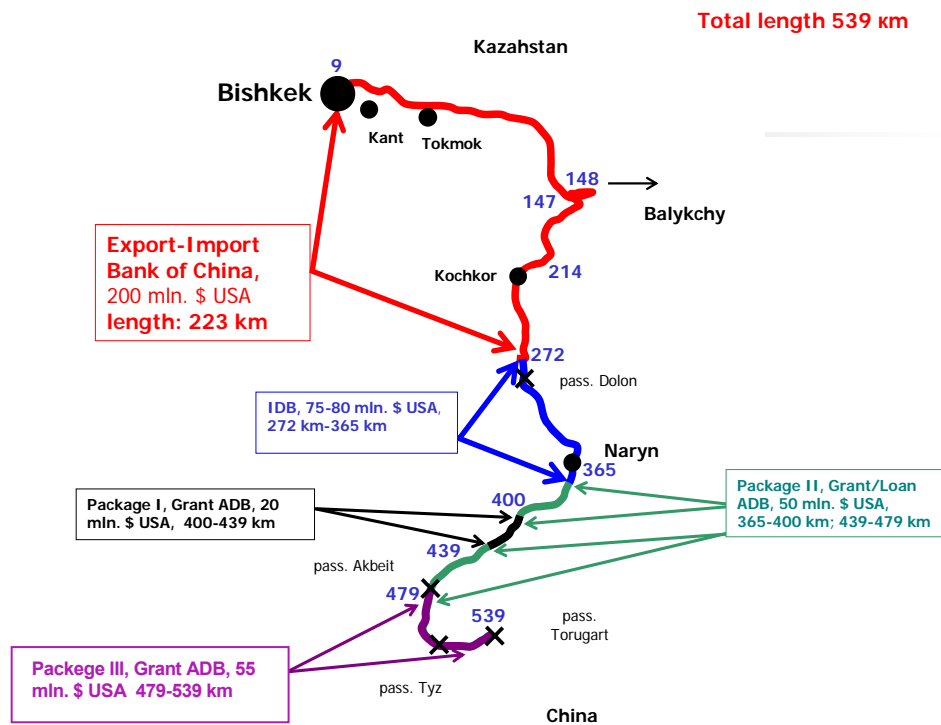 Total length 539 км
Kazahstan
9
Bishkek
Kant
Tokmok
148
147
Balykchy
Export-Import
Bank of China,
200 mln. $ USA
length: 223 km
Kochkor
214
272
pass. Dolon
IDB, 75-80 mln. $ USA,
272 km-365 km
Naryn
365
Package II, Grant/Loan
ADB, 50 mln. $ USA,
365-400 km; 439-479 km
Package I, Grant ADB, 20
mln. $ USA, 400-439 km
400
439
pass. Akbeit
479
539
pass.
Torugart
Packege III, Grant ADB, 55
mln. $ USA 479-539 km
pass. Tyz
China